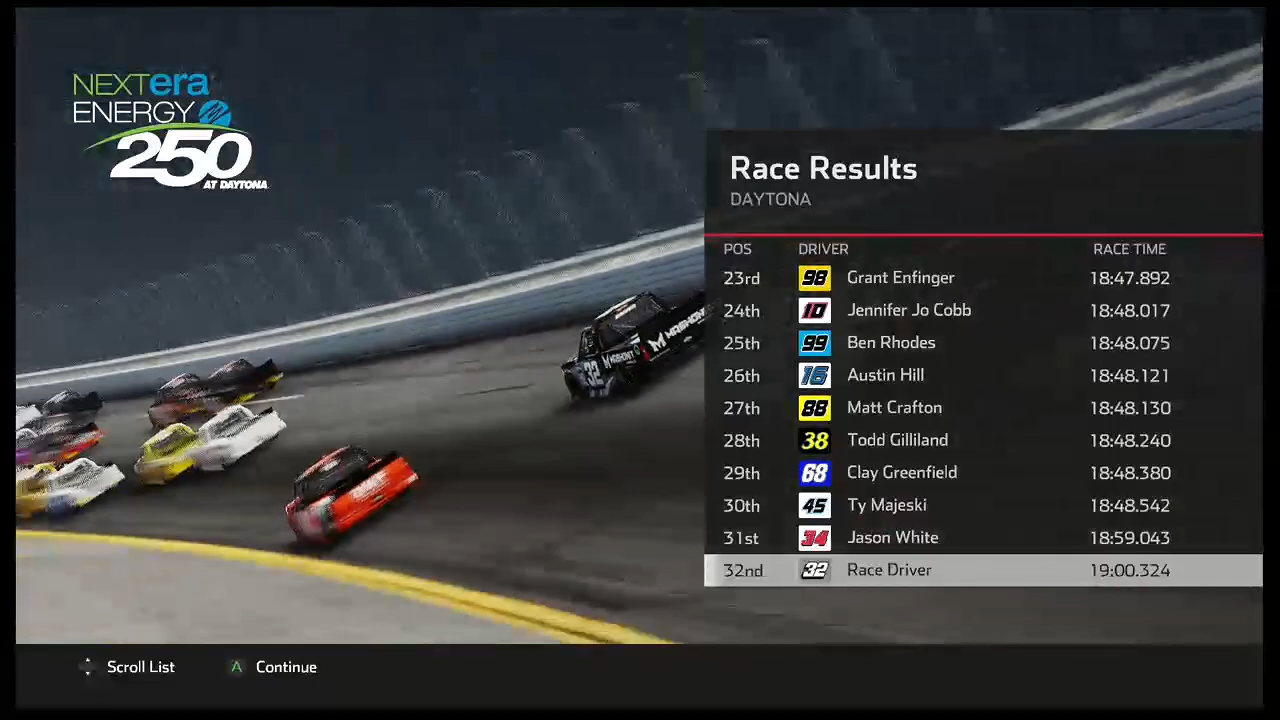 NEXTera
ENERGY
250
AT DAYTONA
Race Results
DAYTONA
POS DRIVER RACE TIME
23rd 98 Grant Enfinger 18:47.892
24th 10 Jennifer Jo Cobb 18:48.017
25th 99 Ben Rhodes 18:48.075
26th 16 Austin Hill 18:48.121
27th 88 Matt Crafton 18:48.130
28th 38 Todd Gilliland 18:48.240
29th 68 Clay Greenfield 18:48.380
30th 45 Ty Majeski 18:48.542
31st 34 Jason White 18:59.043
32nd 32 Race Driver 19:00.324
32
Scroll List
A Continue